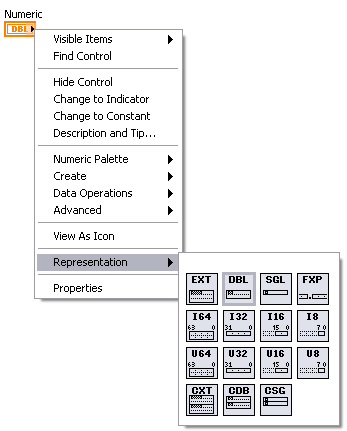 Numeric
DBL
Visible Items
Find Control
Hide Control
Change to Indicator
Change to Constant
Description and Tip...
Numeric Palette
Create
Data Operations
Advanced
View As Icon
Representation
Properties
EXT DBL SGL FXP
I64 I32 I16 I8
63 0 31 0 15 0 7 0
U64 U32 U16 U8
63 0 31 0 15 0 7 0
CXT CDB CSG